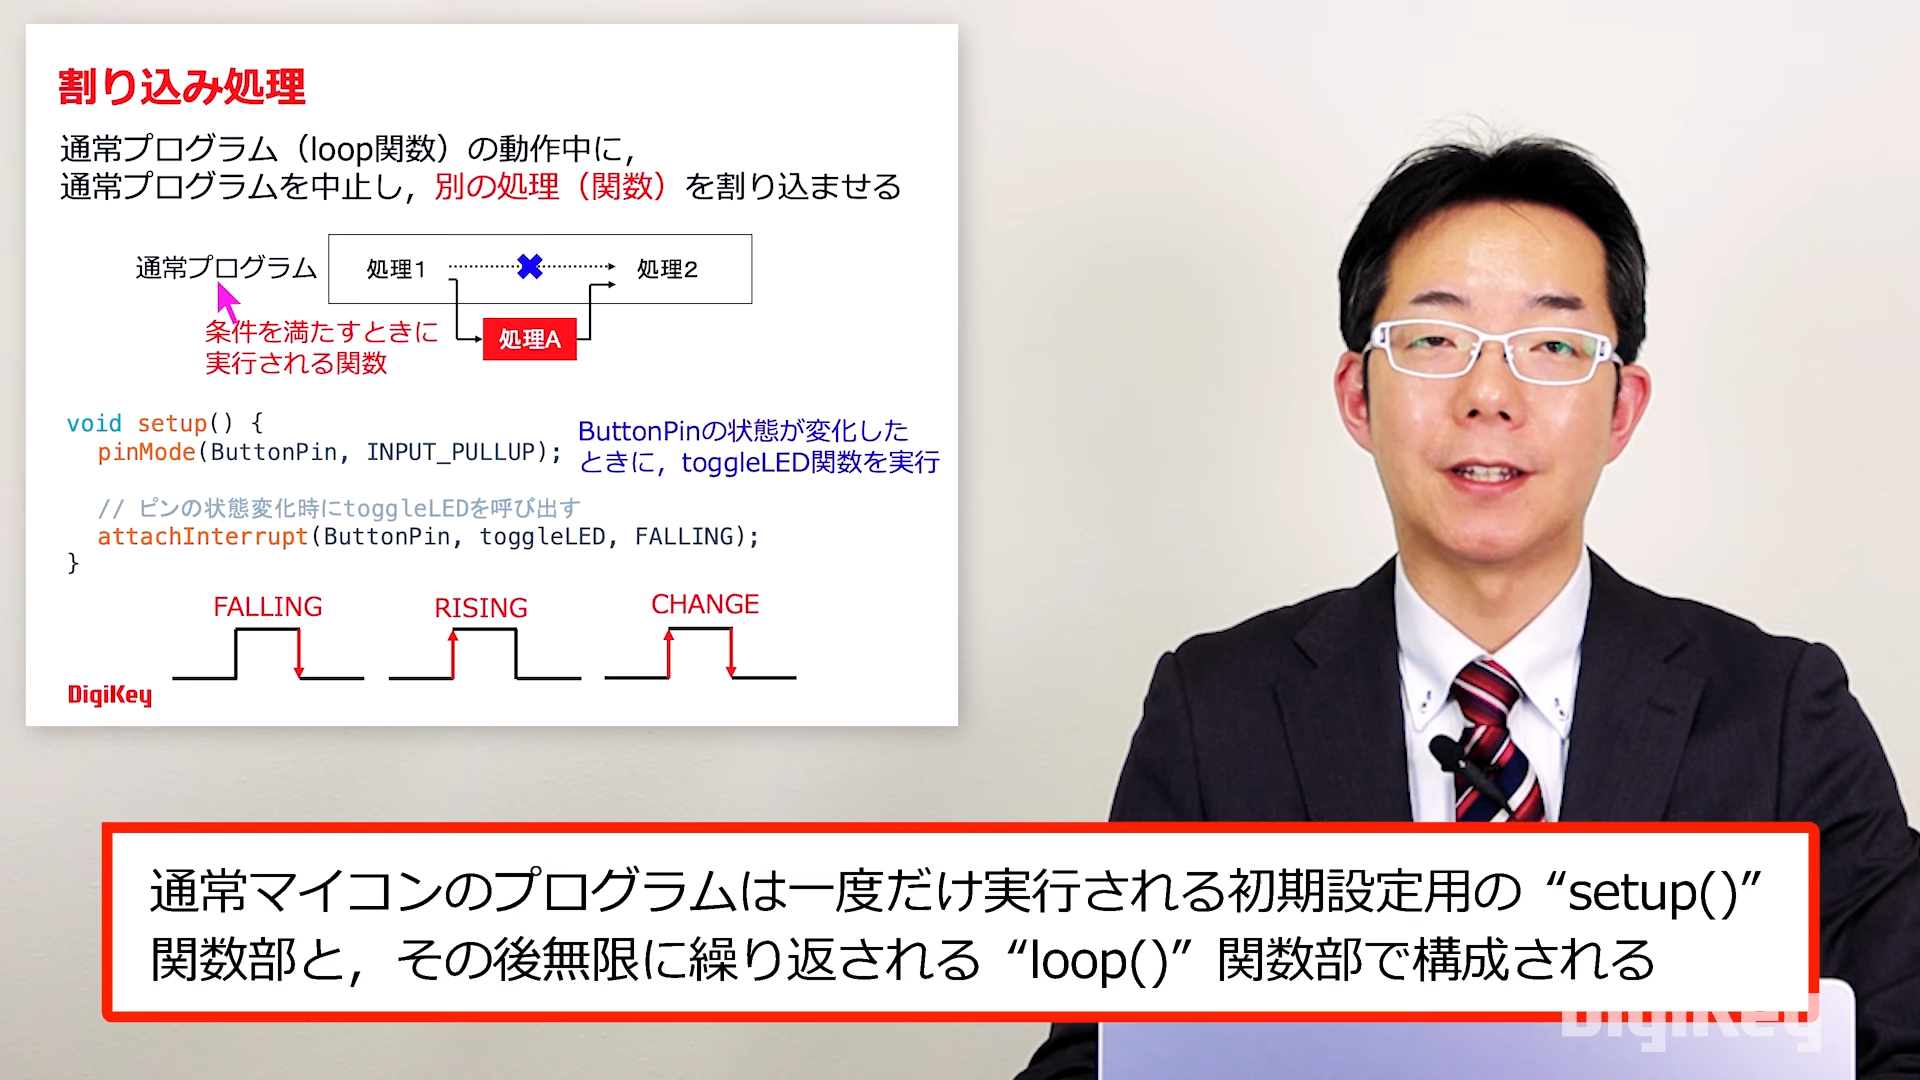 割り込み処理
通常プログラム（loop関数）の動作中に，
通常プログラムを中止し，別の処理（関数）を割り込ませる
通常プログラム
処理1
処理2
条件を満たすときに
実行される関数
処理A
void setup() {
pinMode(ButtonPin, INPUT_PULLUP);
ButtonPinの状態が変化した
ときに，toggleLED関数を実行
// ピンの状態変化時にtoggleLEDを呼び出す
attachInterrupt(ButtonPin, toggleLED, FALLING);
}
FALLING
RISING
CHANGE
DigiKey
通常マイコンのプログラムは一度だけ実行される初期設定用の “setup()”
関数部と，その後無限に繰り返される “loop()” 関数部で構成される
DigiKey